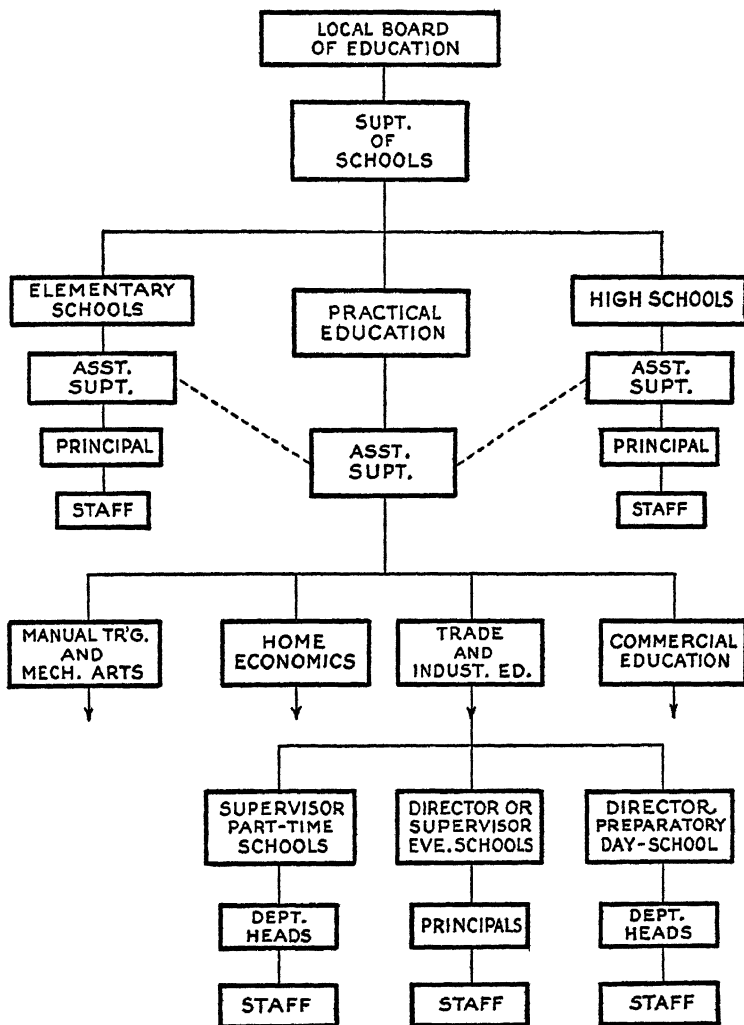 LOCAL BOARD
OF EDUCATION
SUPT.
OF
SCHOOLS
ELEMENTARY
SCHOOLS
PRACTICAL
EDUCATION
HIGH SCHOOLS
ASST.
SUPT.
ASST.
SUPT.
PRINCIPAL
ASST.
SUPT.
PRINCIPAL
STAFF
STAFF
MANUAL TR'G.
AND
MECH. ARTS
HOME
ECONOMICS
TRADE
AND
INDUST. ED.
COMMERCIAL
EDUCATION
SUPERVISOR
PART-TIME
SCHOOLS
DIRECTOR OR
SUPERVISOR
EVE. SCHOOLS
DIRECTOR
PREPARATORY
DAY-SCHOOL
DEPT.
HEADS
PRINCIPALS
DEPT.
HEADS
STAFF
STAFF
STAFF